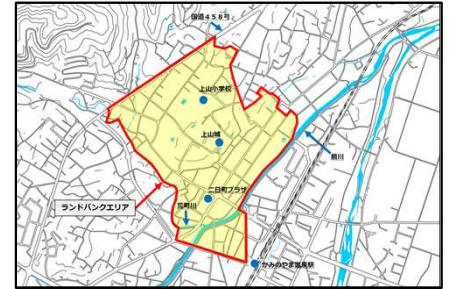 国道４５８号
上山小学校
上山城
前川
二日町プラザ
ランドバンクエリア
荒町川
かみのやま温泉駅